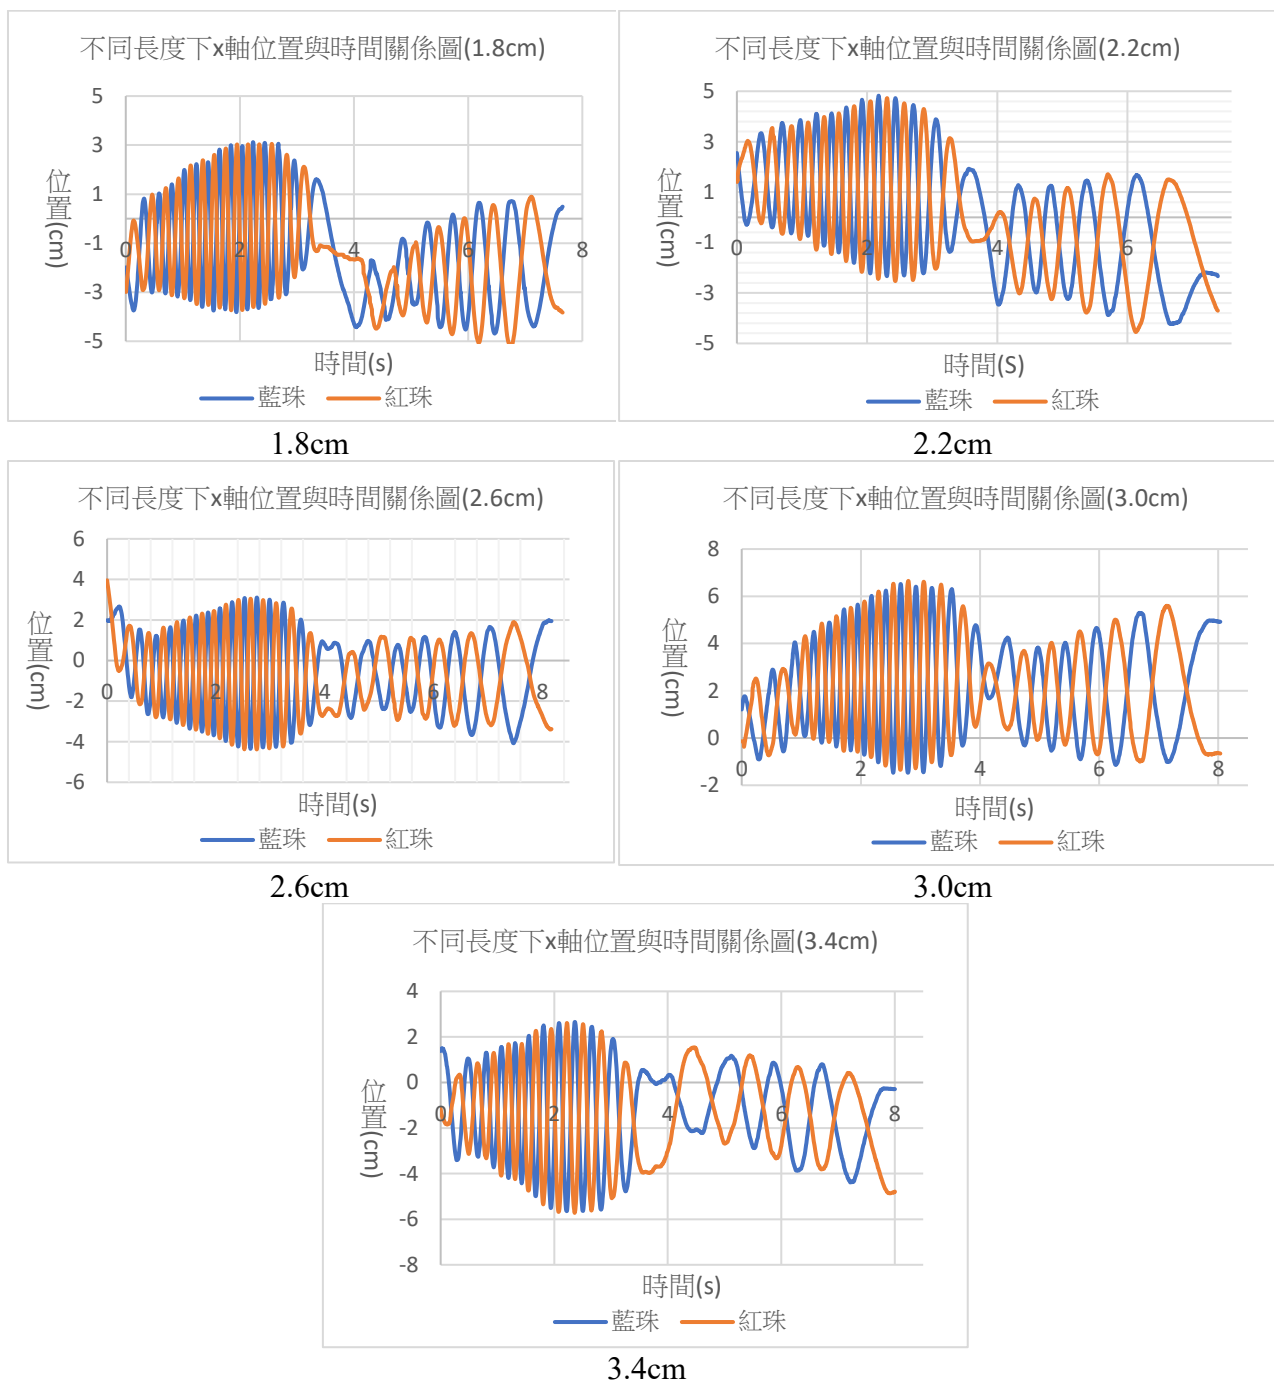 不同長度下x軸位置與時間關係圖(1.8cm)
5
3
1
-1
-3
-5
0
2
4
6
8
位置(cm)
時間(s)
藍珠 紅珠
1.8cm
不同長度下x軸位置與時間關係圖(2.2cm)
5
3
1
-1
-3
-5
0
2
4
6
位置(cm)
時間(S)
藍珠 紅珠
2.2cm
不同長度下x軸位置與時間關係圖(2.6cm)
6
4
2
0
-2
-4
-6
0
2
4
6
8
位置(cm)
時間(s)
藍珠 紅珠
2.6cm
不同長度下x軸位置與時間關係圖(3.0cm)
8
6
4
2
0
-2
0
2
4
6
8
位置(cm)
時間(s)
藍珠 紅珠
3.0cm
不同長度下x軸位置與時間關係圖(3.4cm)
4
2
0
-2
-4
-6
-8
0
2
4
6
8
位置(cm)
時間(s)
藍珠 紅珠
3.4cm